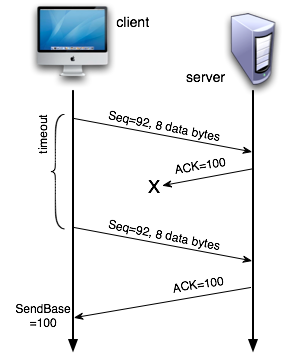 client
server
timeout
Seq=92, 8 data bytes
ACK=100
X
Seq=92, 8 data bytes
ACK=100
SendBase
=100